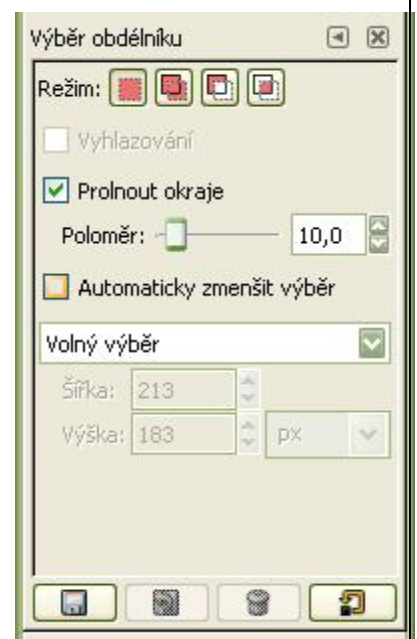 Výběr obdélníku
Režim:
Vyhlazování
Prolnout okraje
Poloměr: 10,0
Automaticky zmenšit výběr
Volný výběr
Šířka: 213
Výška: 183 px